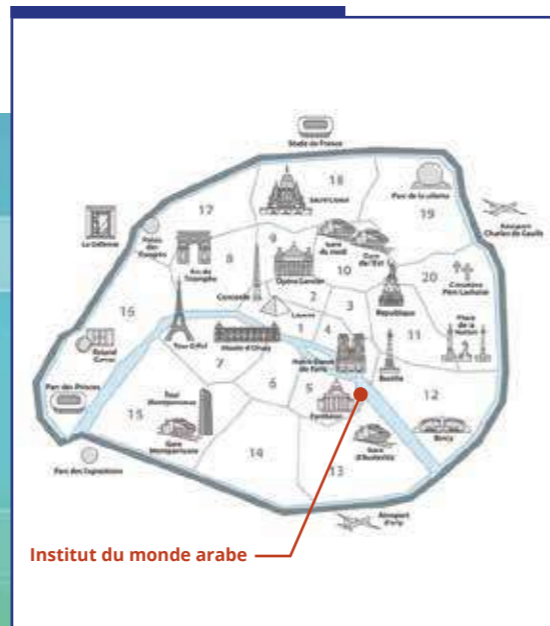 Stade de France
18
Sacré-Coeur
Parc de la villette
17
19
La Défense
Palais
des
Congrès
Aéroport
Charles de Gaulle
Gare
du nord
Gare
de l'Est
9
8
Arc de
Triomphe
Opéra Garnier
10
20
Cimetière
Père Lachaise
Concorde
2
3
République
Louvre
Place
de la
Nation
16
1
4
11
Tour Eiffel
Musée d'Orsay
Roland
Garros
Notre-Dame
de Paris
Bastille
7
6
5
12
Parc des Princes
Panthéon
Tour
Montparnasse
15
Bercy
Gare
Montparnasse
14
Gare
d'Austerlitz
13
Parc des Expositions
Aéroport
d'orly
Institut du monde arabe